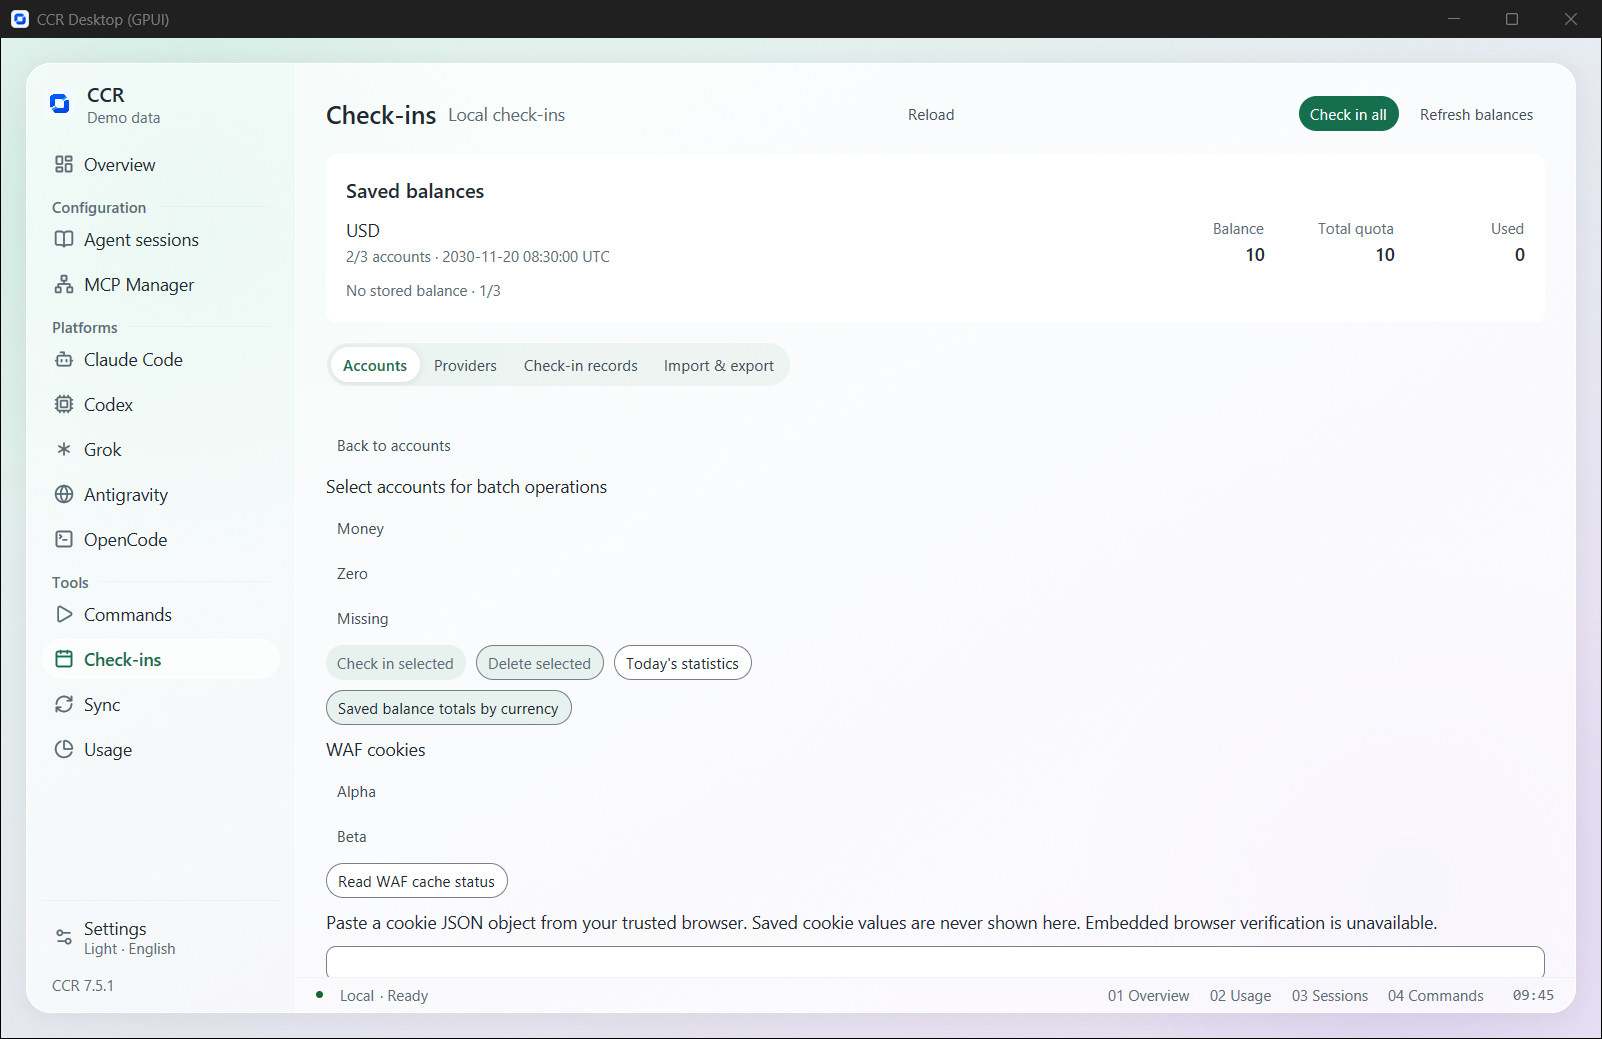 CCR Desktop (GPUI)
CCR
Demo data
Overview
Configuration
Agent sessions
MCP Manager
Platforms
Claude Code
Codex
Grok
Antigravity
OpenCode
Tools
Commands
Check-ins
Sync
Usage
Settings
Light · English
CCR 7.5.1
Check-ins Local check-ins Reload Check in all Refresh balances
Saved balances
USD
2/3 accounts · 2030-11-20 08:30:00 UTC
No stored balance · 1/3
Balance Total quota Used
10 10 0
Accounts Providers Check-in records Import & export
Back to accounts
Select accounts for batch operations
Money
Zero
Missing
Check in selected Delete selected Today's statistics
Saved balance totals by currency
WAF cookies
Alpha
Beta
Read WAF cache status
Paste a cookie JSON object from your trusted browser. Saved cookie values are never shown here. Embedded browser verification is unavailable.
Local · Ready 01 Overview 02 Usage 03 Sessions 04 Commands 09:45